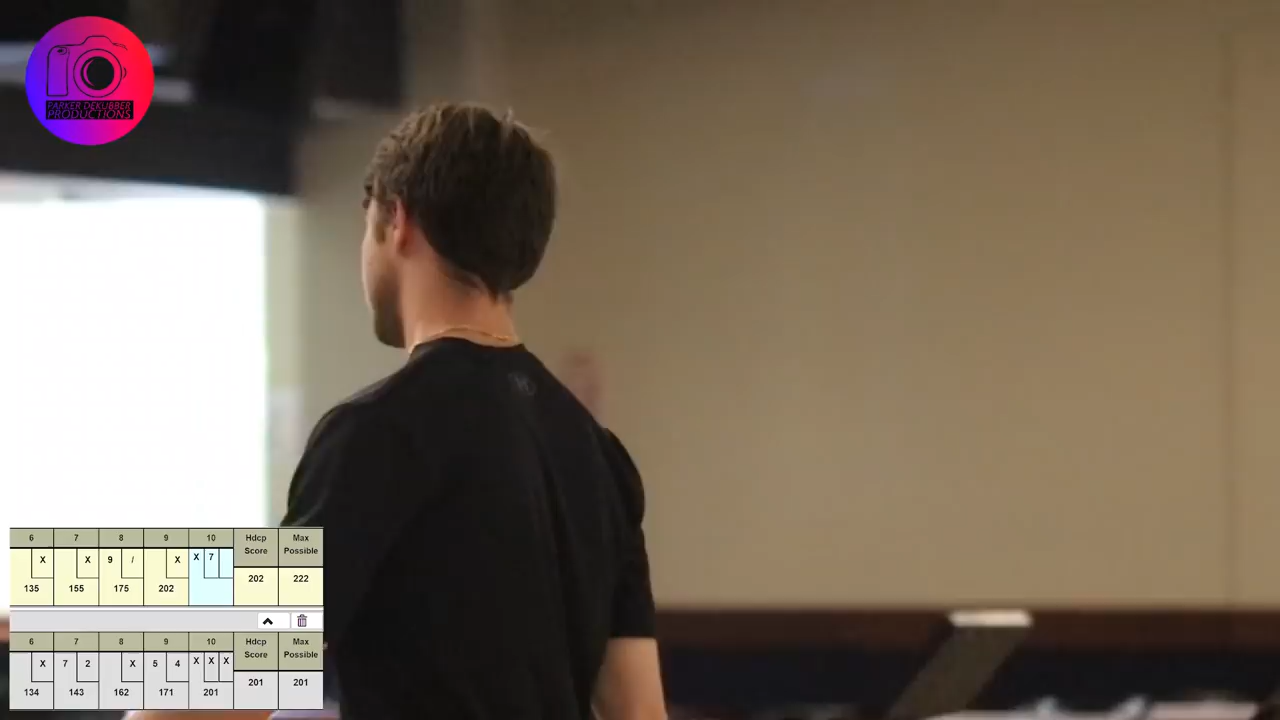 PARKER DEKUBBER
PRODUCTIONS
6 7 8 9 10 Hdcp Score Max Possible
X X 9 / X X 7
135 155 175 202 202 222
6 7 8 9 10 Hdcp Score Max Possible
X 7 2 X 5 4 X X X
134 143 162 171 201 201 201